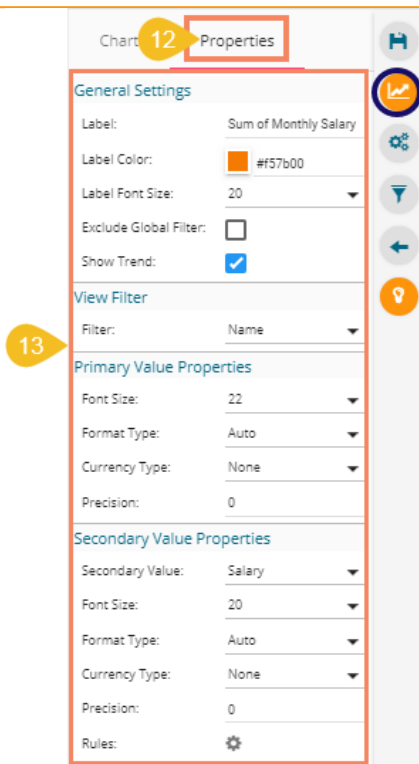 Chart 12 Properties
General Settings
Label: Sum of Monthly Salary
Label Color: #f57b00
Label Font Size: 20
Exclude Global Filter:
Show Trend:
View Filter
Filter: Name
13
Primary Value Properties
Font Size: 22
Format Type: Auto
Currency Type: None
Precision: 0
Secondary Value Properties
Secondary Value: Salary
Font Size: 20
Format Type: Auto
Currency Type: None
Precision: 0
Rules: